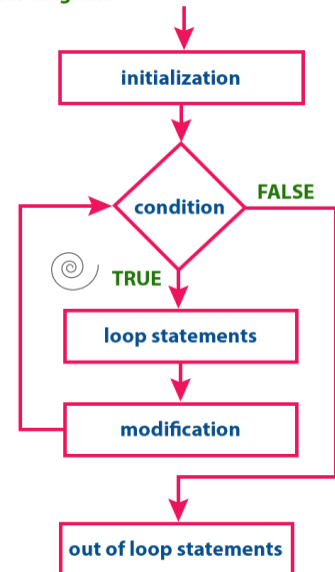 initialization
condition
FALSE
TRUE
loop statements
modification
out of loop statements